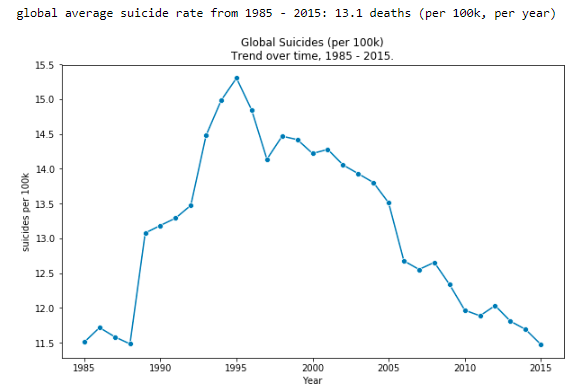 global average suicide rate from 1985 - 2015: 13.1 deaths (per 100k, per year)
Global Suicides (per 100k)
Trend over time, 1985 - 2015.
15.5
15.0
14.5
14.0
13.5
13.0
12.5
12.0
11.5
suicides per 100k
1985 1990 1995 2000 2005 2010 2015
Year